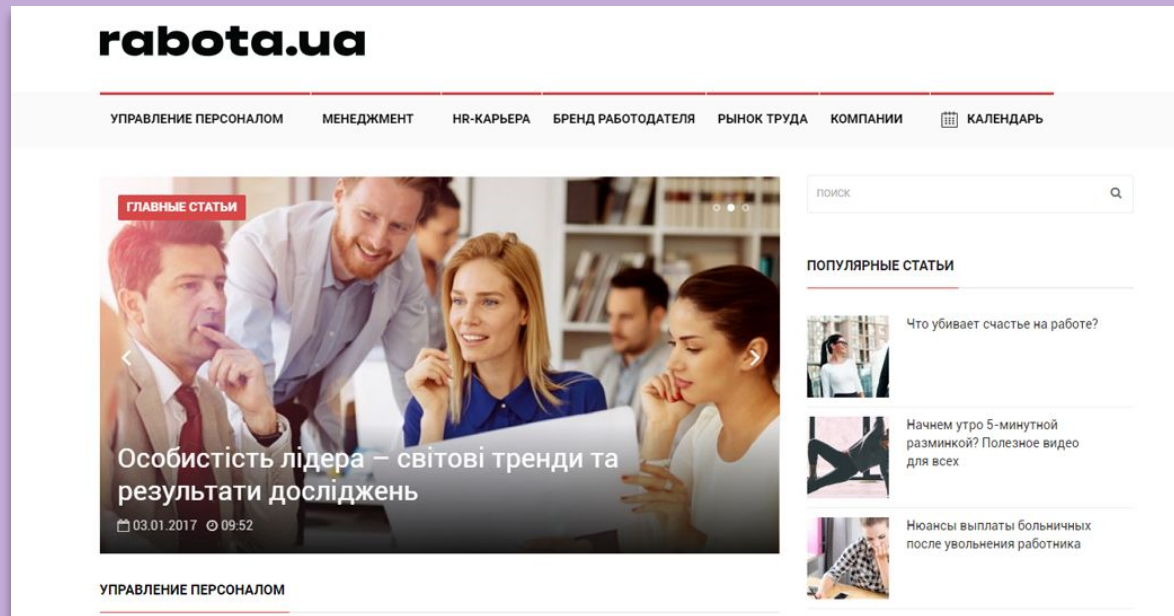 rabota.ua
УПРАВЛЕНИЕ ПЕРСОНАЛОМ МЕНЕДЖМЕНТ HR-КАРЬЕРА БРЕНД РАБОТОДАТЕЛЯ РЫНОК ТРУДА КОМПАНИИ КАЛЕНДАРЬ
ГЛАВНЫЕ СТАТЬИ
Особистість лідера – світові тренди та
результати досліджень
03.01.2017 09:52
УПРАВЛЕНИЕ ПЕРСОНАЛОМ
поиск
ПОПУЛЯРНЫЕ СТАТЬИ
Что убивает счастье на работе?
Начнем утро 5-минутной
разминкой? Полезное видео
для всех
Нюансы выплаты больничных
после увольнения работника